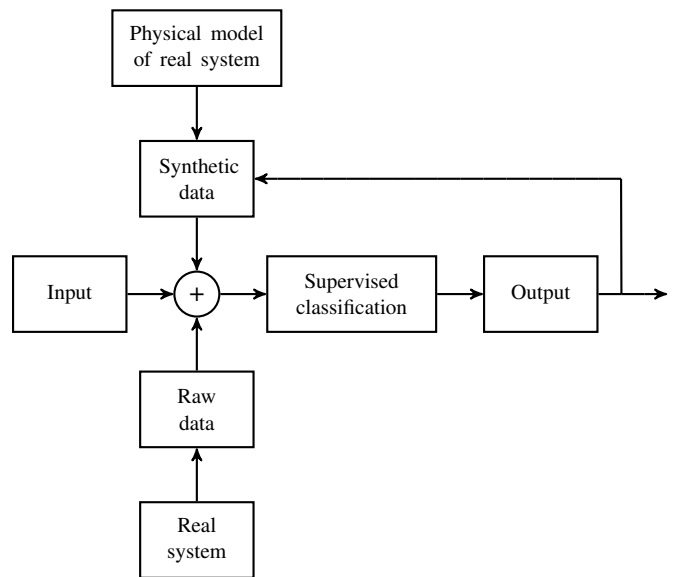 Physical model
of real system
Synthetic
data
Input
+
Supervised
classification
Output
Raw
data
Real
system